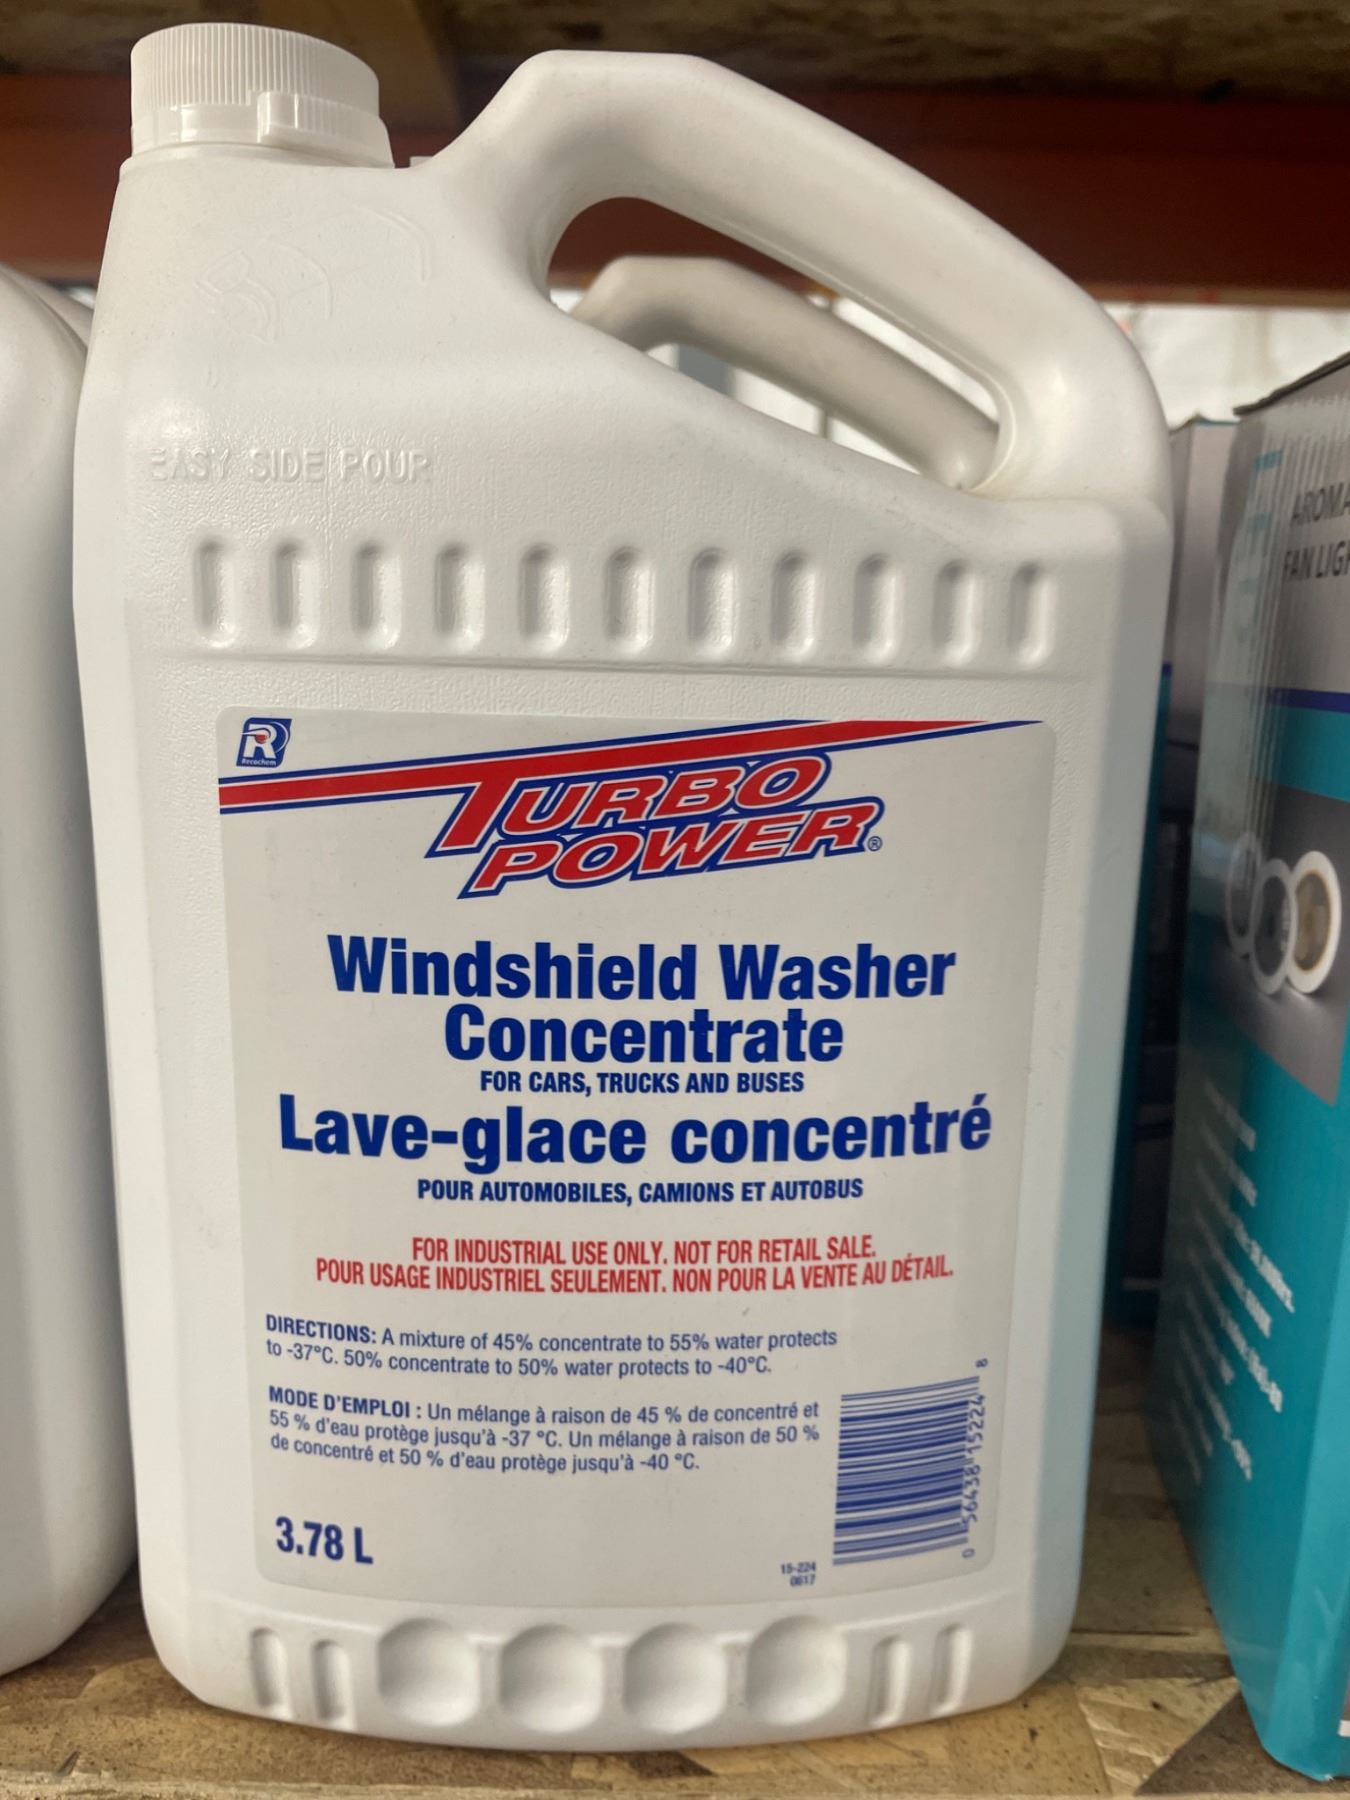 EASY SIDE POUR
R
Recochem
TURBO
POWER®
Windshield Washer
Concentrate
FOR CARS, TRUCKS AND BUSES
Lave-glace concentré
POUR AUTOMOBILES, CAMIONS ET AUTOBUS
FOR INDUSTRIAL USE ONLY. NOT FOR RETAIL SALE.
POUR USAGE INDUSTRIEL SEULEMENT. NON POUR LA VENTE AU DÉTAIL.
DIRECTIONS: A mixture of 45% concentrate to 55% water protects
to -37°C. 50% concentrate to 50% water protects to -40°C.
MODE D'EMPLOI : Un mélange à raison de 45 % de concentré et
55 % d'eau protège jusqu'à -37 °C. Un mélange à raison de 50 %
de concentré et 50 % d'eau protège jusqu'à -40 °C.
3.78 L
15-224
0617
0 56438 15224 8
AROMA
FAN LIGH